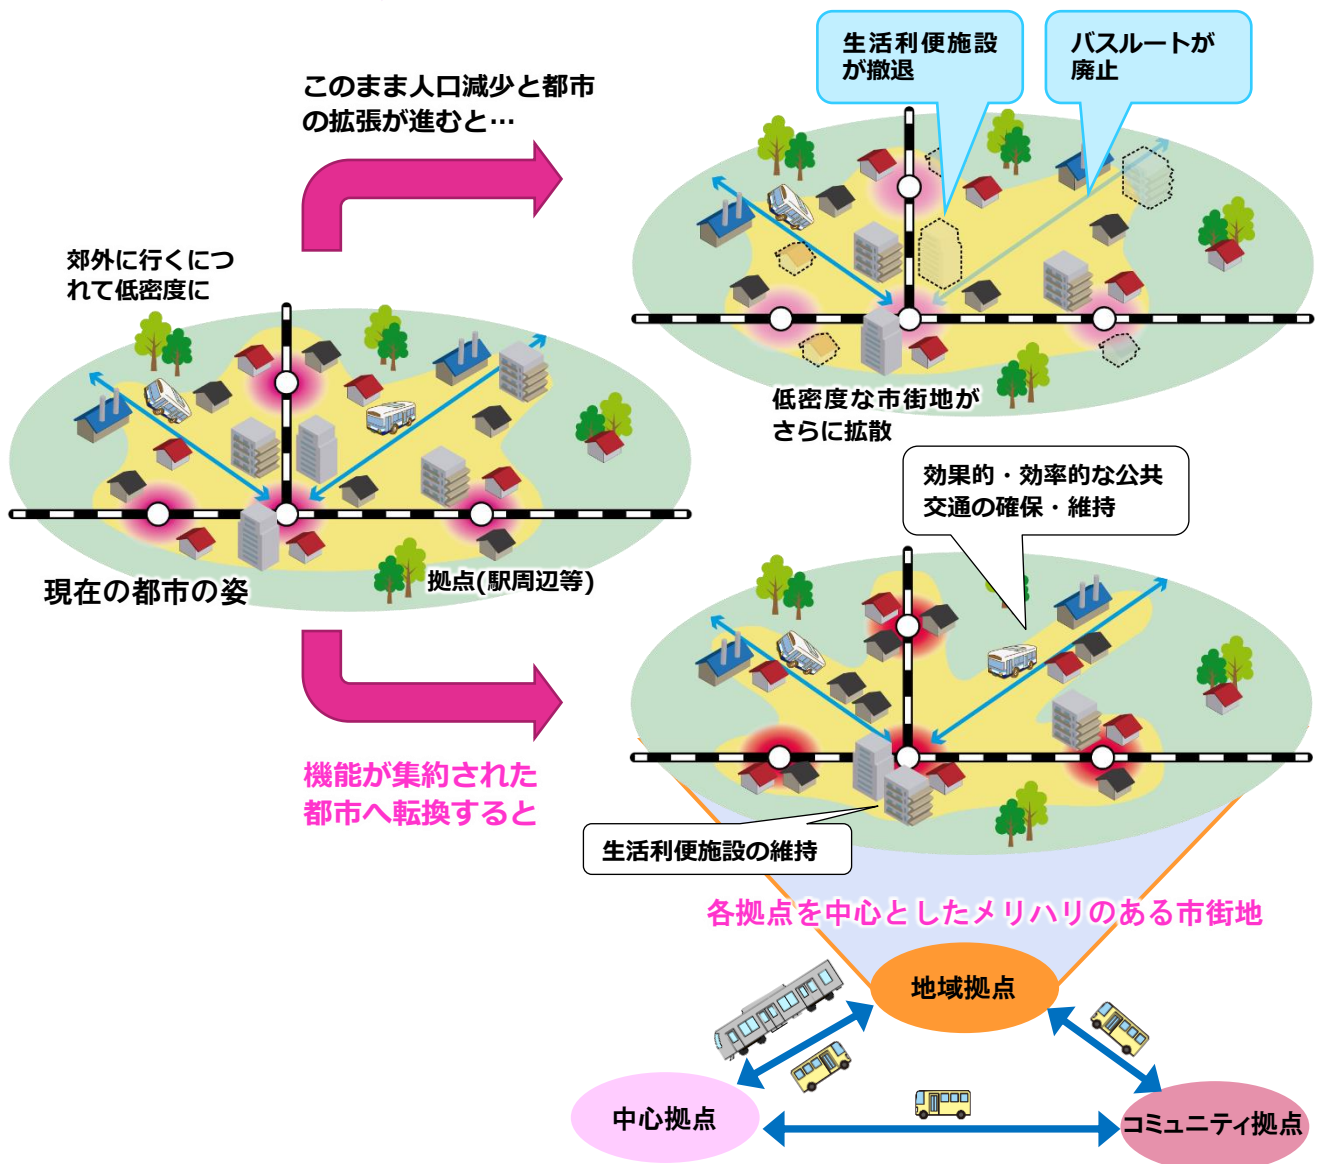 生活利便施設
が撤退
バスルートが
廃止
このまま人口減少と都市
の拡張が進むと…
郊外に行くにつ
れて低密度に
低密度な市街地が
さらに拡散
現在の都市の姿
拠点(駅周辺等)
効果的・効率的な公共
交通の確保・維持
機能が集約された
都市へ転換すると
生活利便施設の維持
各拠点を中心としたメリハリのある市街地
地域拠点
中心拠点
コミュニティ拠点